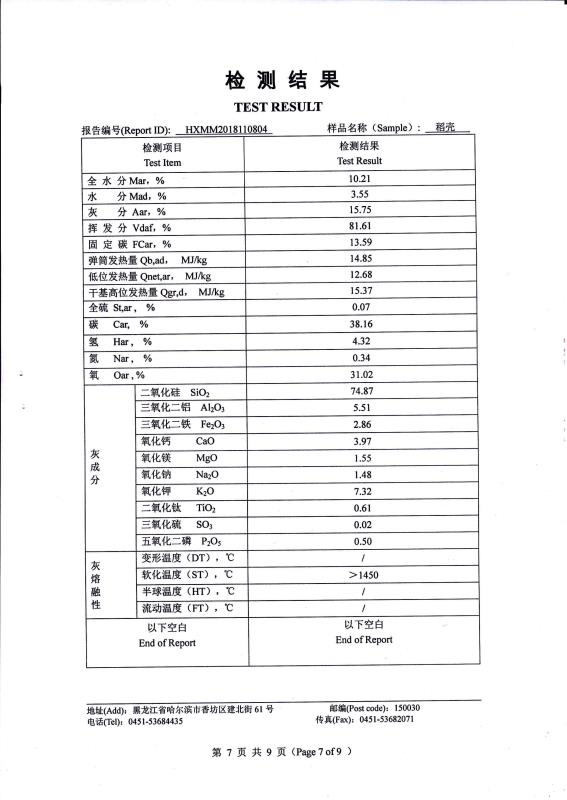 检 测 结 果
TEST RESULT
报告编号(Report ID): HXMM2018110804 样品名称（Sample）: 稻壳
检测项目 检测结果
Test Item Test Result
全 水 分 Mar，% 10.21
水 分 Mad，% 3.55
灰 分 Aar，% 15.75
挥 发 分 Vdaf，% 81.61
固 定 碳 FCar，% 13.59
弹筒发热量 Qb,ad， MJ/kg 14.85
低位发热量 Qnet,ar， MJ/kg 12.68
干基高位发热量 Qgr,d， MJ/kg 15.37
全硫 St,ar， % 0.07
碳 Car， % 38.16
氢 Har， % 4.32
氮 Nar， % 0.34
氧 Oar,% 31.02
灰成分
二氧化硅 SiO₂ 74.87
三氧化二铝 Al₂O₃ 5.51
三氧化二铁 Fe₂O₃ 2.86
氧化钙 CaO 3.97
氧化镁 MgO 1.55
氧化钠 Na₂O 1.48
氧化钾 K₂O 7.32
二氧化钛 TiO₂ 0.61
三氧化硫 SO₃ 0.02
五氧化二磷 P₂O₅ 0.50
灰熔融性
变形温度（DT），℃ /
软化温度（ST），℃ ＞1450
半球温度（HT），℃ /
流动温度（FT），℃ /
以下空白 以下空白
End of Report End of Report
地址(Add): 黑龙江省哈尔滨市香坊区建北街 61 号 邮编(Post code): 150030
电话(Tel): 0451-53684435 传真(Fax): 0451-53682071
第 7 页 共 9 页（Page 7 of 9 ）